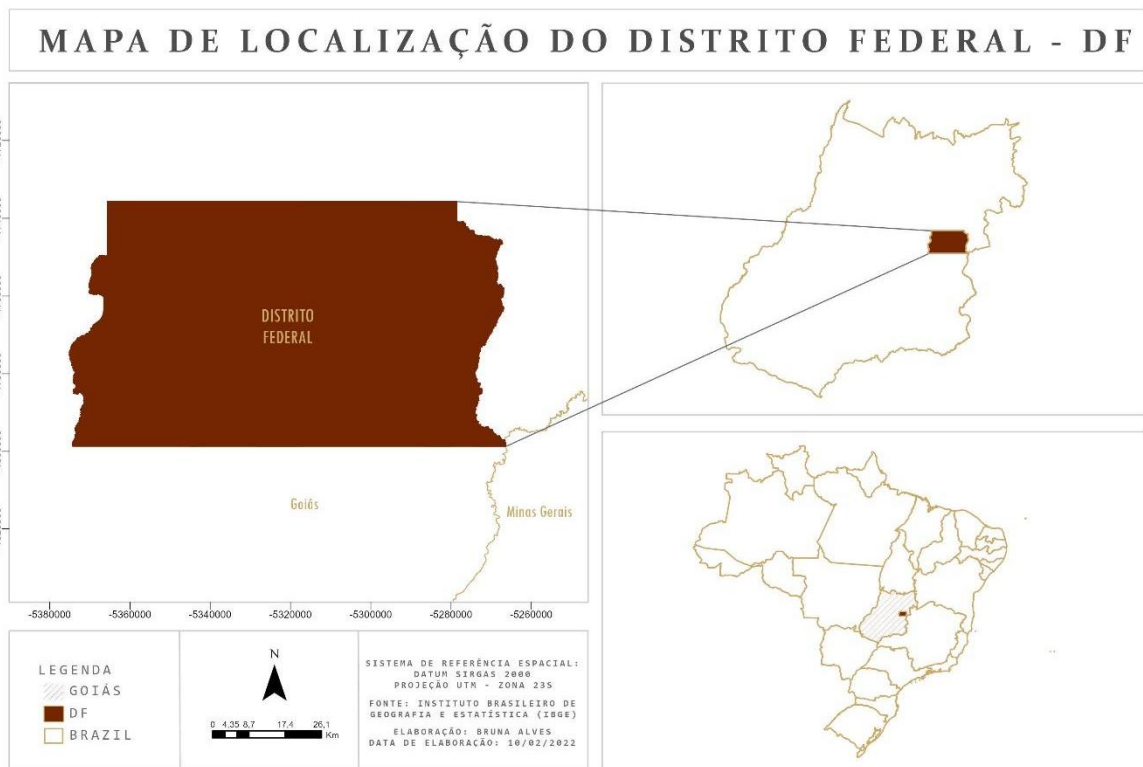 MAPA DE LOCALIZAÇÃO DO DISTRITO FEDERAL - DF
DISTRITO
FEDERAL
Goiás
Minas Gerais
-5380000 -5360000 -5340000 -5320000 -5300000 -5280000 -5260000
LEGENDA
GOIÁS
DF
BRAZIL
N
0 4,35 8,7 17,4 26,1
Km
SISTEMA DE REFERÊNCIA ESPACIAL:
DATUM SIRGAS 2000
PROJEÇÃO UTM - ZONA 23S
FONTE: INSTITUTO BRASILEIRO DE
GEOGRAFIA E ESTATÍSTICA (IBGE)
ELABORAÇÃO: BRUNA ALVES
DATA DE ELABORAÇÃO: 10/02/2022